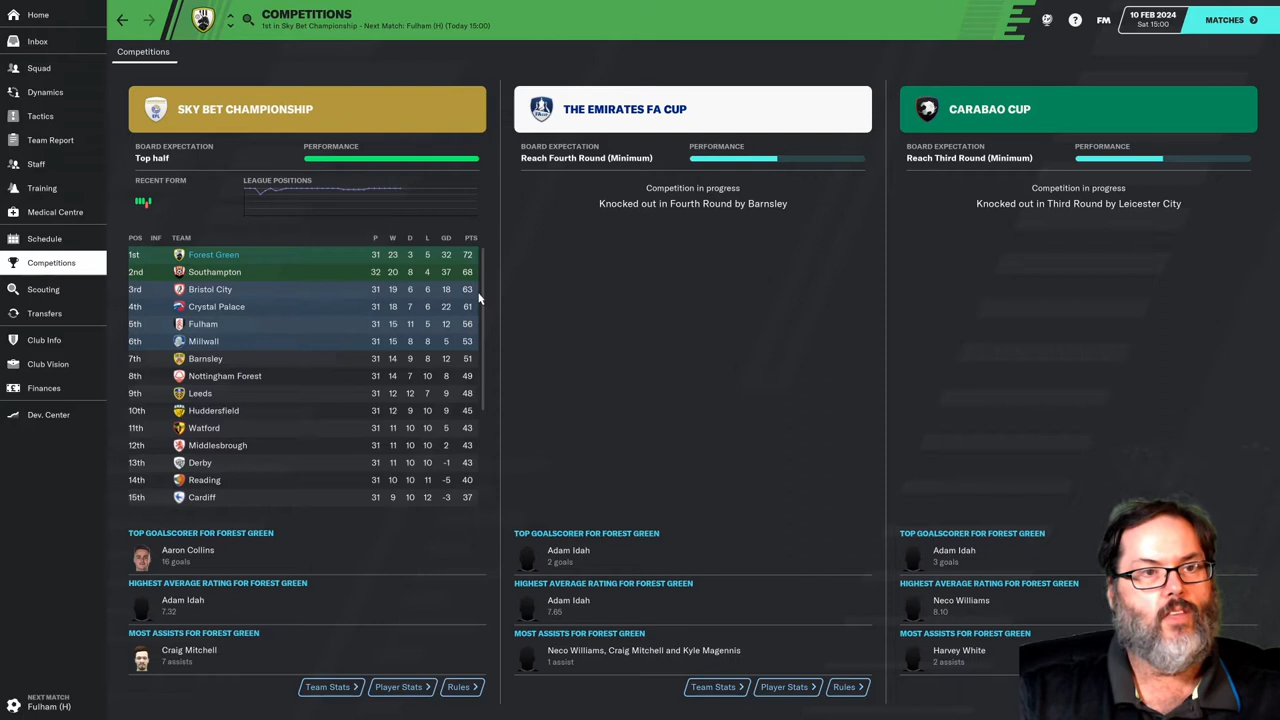 COMPETITIONS
1st in Sky Bet Championship - Next Match: Fulham (H) (Today 15:00)
?
FM
10 FEB 2024
Sat 15:00
MATCHES
Home
Inbox
Squad
Dynamics
Tactics
Team Report
Staff
Training
Medical Centre
Schedule
Competitions
Scouting
Transfers
Club Info
Club Vision
Finances
Dev. Center
NEXT MATCH
Fulham (H)
Competitions
SKY BET CHAMPIONSHIP
BOARD EXPECTATION PERFORMANCE
Top half
RECENT FORM LEAGUE POSITIONS
POS INF TEAM P W D L GD PTS
1st Forest Green 31 23 3 5 32 72
2nd Southampton 32 20 8 4 37 68
3rd Bristol City 31 19 6 6 18 63
4th Crystal Palace 31 18 7 6 22 61
5th Fulham 31 15 11 5 12 56
6th Millwall 31 15 8 8 5 53
7th Barnsley 31 14 9 8 12 51
8th Nottingham Forest 31 14 7 10 8 49
9th Leeds 31 12 12 7 9 48
10th Huddersfield 31 12 9 10 9 45
11th Watford 31 11 10 10 5 43
12th Middlesbrough 31 11 10 10 2 43
13th Derby 31 11 10 10 -1 43
14th Reading 31 10 10 11 -5 40
15th Cardiff 31 9 10 12 -3 37
TOP GOALSCORER FOR FOREST GREEN
Aaron Collins
16 goals
HIGHEST AVERAGE RATING FOR FOREST GREEN
Adam Idah
7.32
MOST ASSISTS FOR FOREST GREEN
Craig Mitchell
7 assists
Team Stats Player Stats Rules
THE EMIRATES FA CUP
BOARD EXPECTATION PERFORMANCE
Reach Fourth Round (Minimum)
Competition in progress
Knocked out in Fourth Round by Barnsley
TOP GOALSCORER FOR FOREST GREEN
Adam Idah
2 goals
HIGHEST AVERAGE RATING FOR FOREST GREEN
Adam Idah
7.65
MOST ASSISTS FOR FOREST GREEN
Neco Williams, Craig Mitchell and Kyle Magennis
1 assist
Team Stats Player Stats Rules
CARABAO CUP
BOARD EXPECTATION PERFORMANCE
Reach Third Round (Minimum)
Competition in progress
Knocked out in Third Round by Leicester City
TOP GOALSCORER FOR FOREST GREEN
Adam Idah
3 goals
HIGHEST AVERAGE RATING FOR FOREST GREEN
Neco Williams
8.10
MOST ASSISTS FOR FOREST GREEN
Harvey White
2 assists